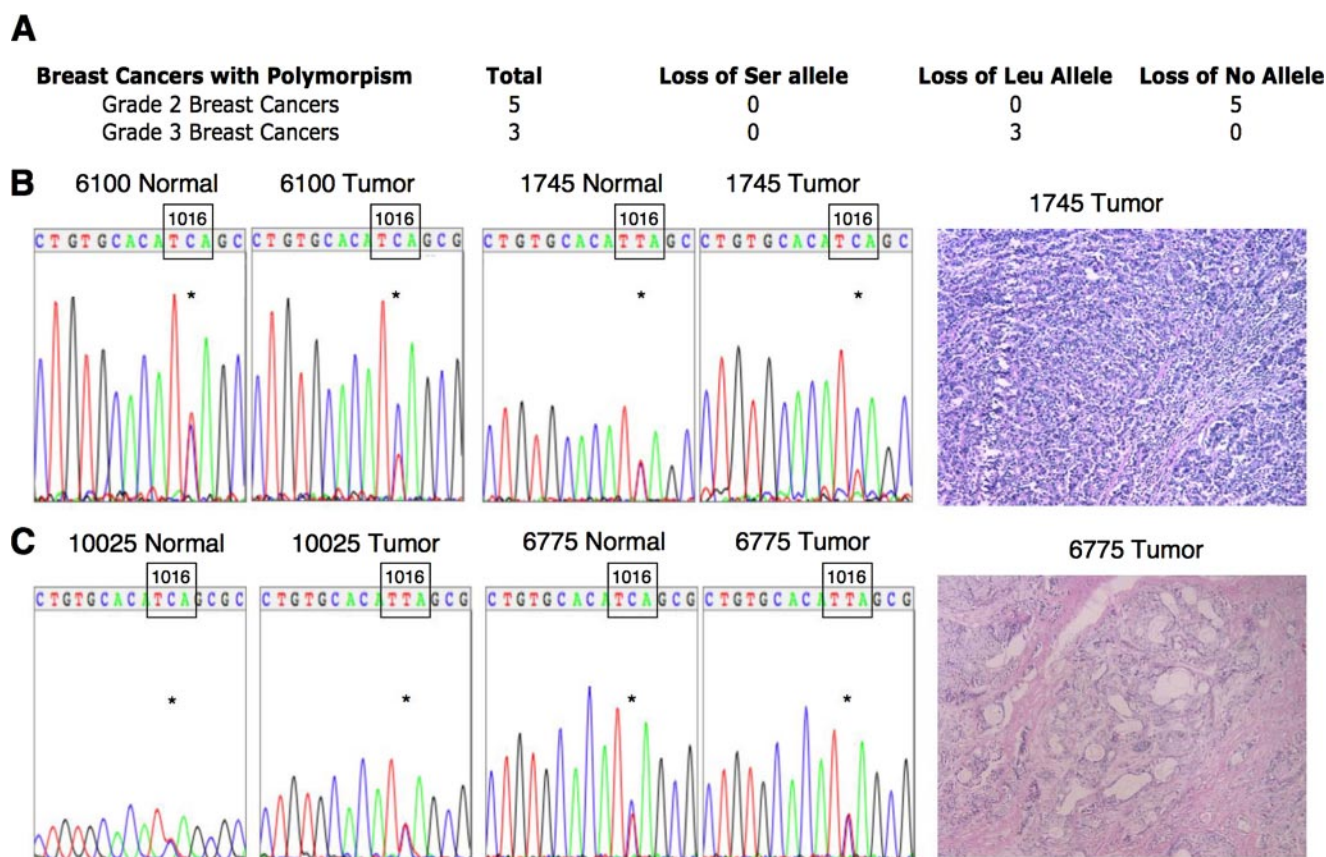 A
Breast Cancers with Polymorpism Total Loss of Ser allele Loss of Leu Allele Loss of No Allele
Grade 2 Breast Cancers 5 0 0 5
Grade 3 Breast Cancers 3 0 3 0
B
6100 Normal 6100 Tumor 1745 Normal 1745 Tumor 1745 Tumor
1016 1016 1016 1016
CTGTGCACATCAGC CTGTGCACATCAGCG CTGTGCACATTAGC CTGTGCACATCAGC
* * * *
C
10025 Normal 10025 Tumor 6775 Normal 6775 Tumor 6775 Tumor
1016 1016 1016 1016
CTGTGCACATCAGCGC CTGTGCACATTAGCG CTGTGCACATCAGCG CTGTGCACATTAGCG
* * * *